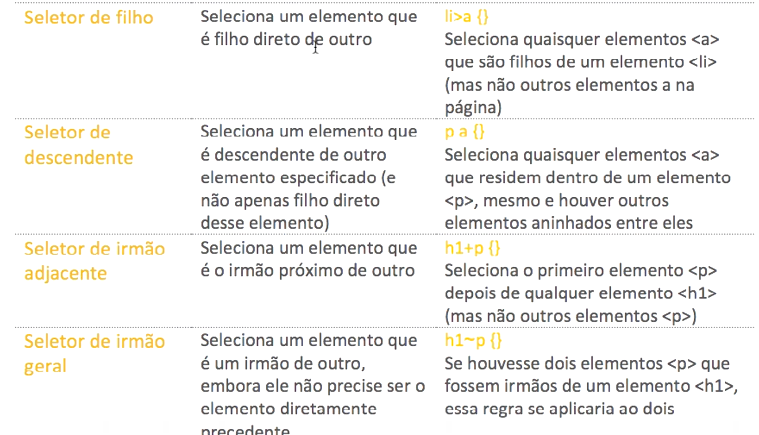 Seletor de filho
Seleciona um elemento que
é filho direto de outro
li>a {}
Seleciona quaisquer elementos <a>
que são filhos de um elemento <li>
(mas não outros elementos a na
página)
Seletor de
descendente
Seleciona um elemento que
é descendente de outro
elemento especificado (e
não apenas filho direto
desse elemento)
p a {}
Seleciona quaisquer elementos <a>
que residem dentro de um elemento
<p>, mesmo e houver outros
elementos aninhados entre eles
Seletor de irmão
adjacente
Seleciona um elemento que
é o irmão próximo de outro
h1+p {}
Seleciona o primeiro elemento <p>
depois de qualquer elemento <h1>
(mas não outros elementos <p>)
Seletor de irmão
geral
Seleciona um elemento que
é um irmão de outro,
embora ele não precise ser o
elemento diretamente
precedente
h1~p {}
Se houvesse dois elementos <p> que
fossem irmãos de um elemento <h1>,
essa regra se aplicaria ao dois